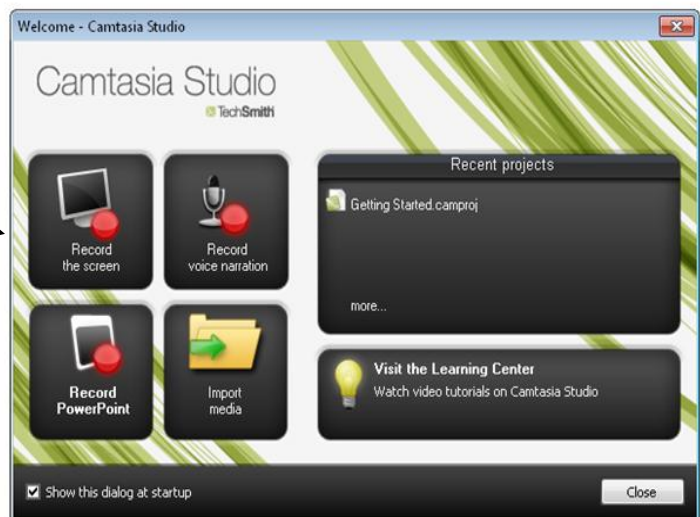 Welcome - Camtasia Studio
Camtasia Studio
TechSmith
Record
the screen
Record
voice narration
Record
PowerPoint
Import
media
Recent projects
Getting Started.camproj
more...
Visit the Learning Center
Watch video tutorials on Camtasia Studio
Show this dialog at startup
Close